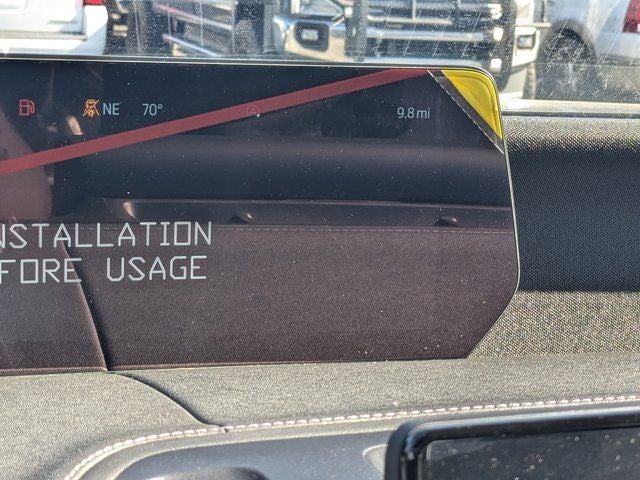 NE 70° 9.8 mi
NSTALLATION
FORE USAGE